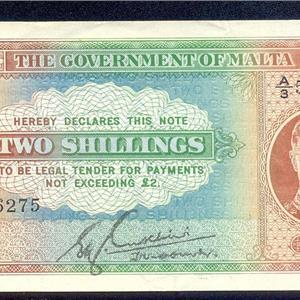 THE GOVERNMENT OF MALTA
A/3
HEREBY DECLARES THIS NOTE
TWO SHILLINGS
TO BE LEGAL TENDER FOR PAYMENTS
NOT EXCEEDING £2.
5275